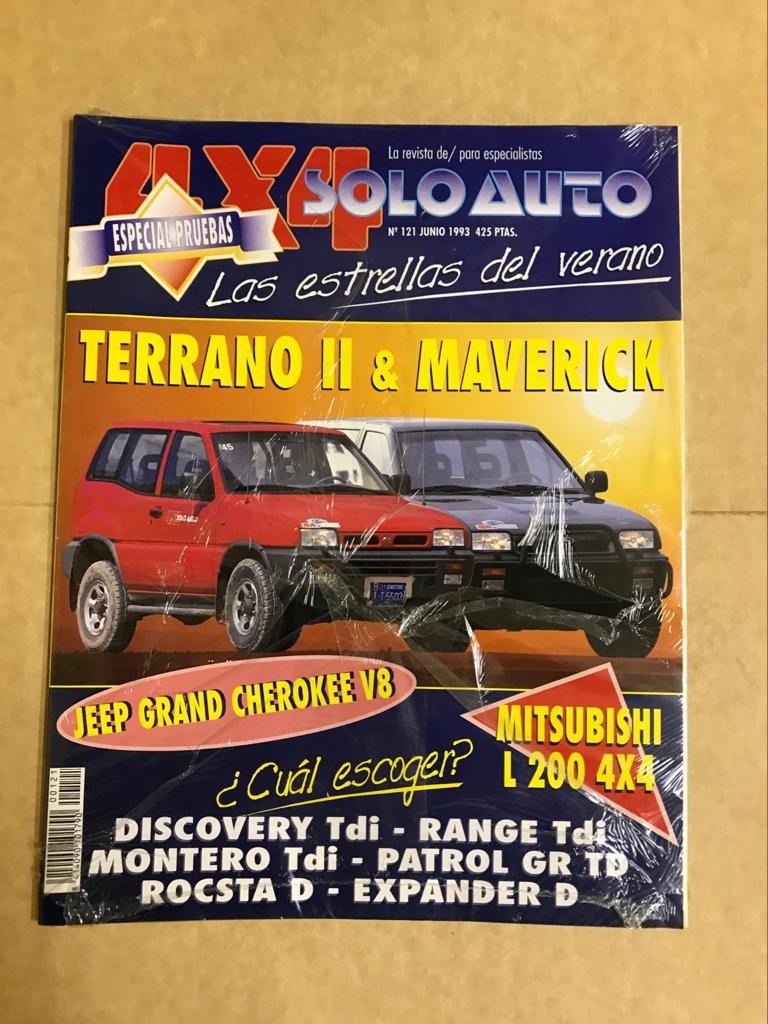 4X4
La revista de/ para especialistas
SOLO AUTO
Nº 121 JUNIO 1993 425 PTAS.
ESPECIAL PRUEBAS
Las estrellas del verano
TERRANO II & MAVERICK
JEEP GRAND CHEROKEE V8
MITSUBISHI
L 200 4X4
¿Cuál escoger?
DISCOVERY Tdi - RANGE Tdi
MONTERO Tdi - PATROL GR TD
ROCSTA D - EXPANDER D
00121